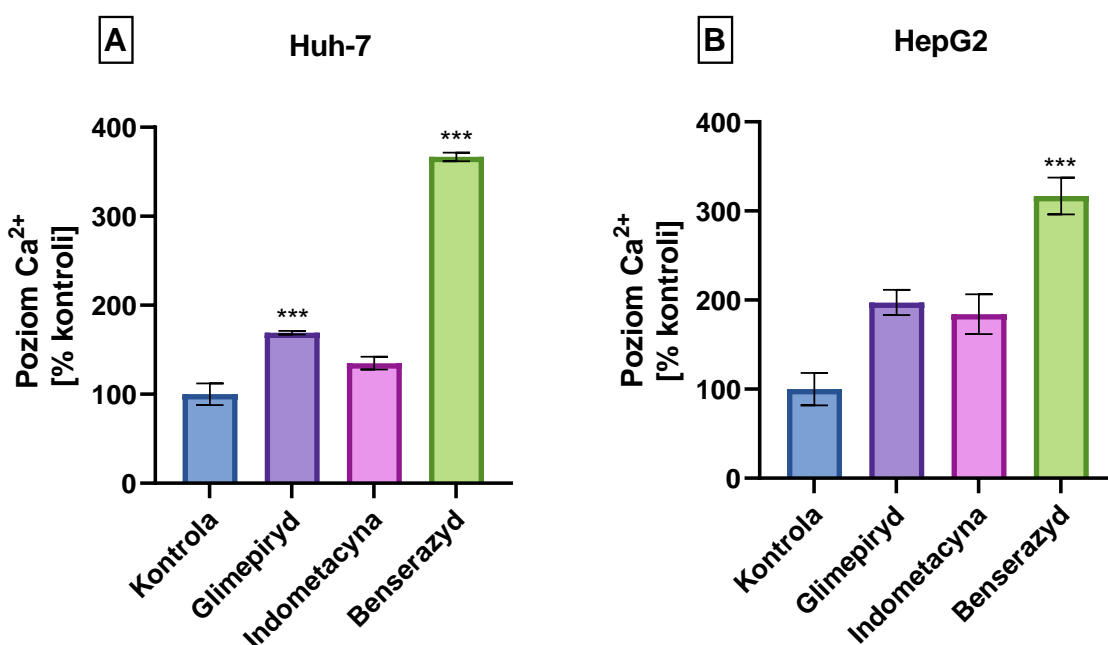 A
Huh-7
Poziom Ca²⁺
[% kontroli]
400
300
200
100
0
***
***
Kontrola
Glimepiryd
Indometacyna
Benserazyd
B
HepG2
Poziom Ca²⁺
[% kontroli]
400
300
200
100
0
***
Kontrola
Glimepiryd
Indometacyna
Benserazyd